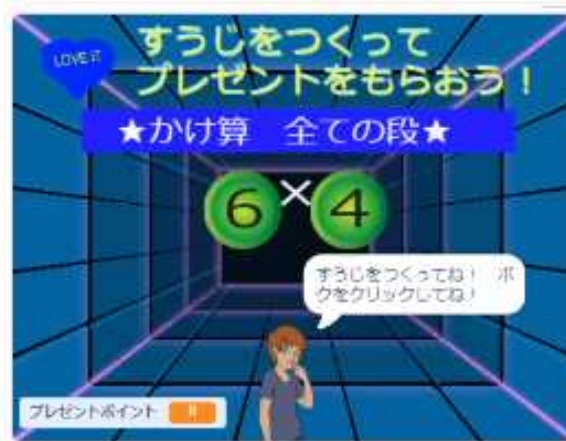 LOVE IT
すうじをつくって
プレゼントをもらおう!
★かけ算 全ての段★
6×4
すうじをつくってね! ボ
クをクリックしてね!
プレゼントポイント